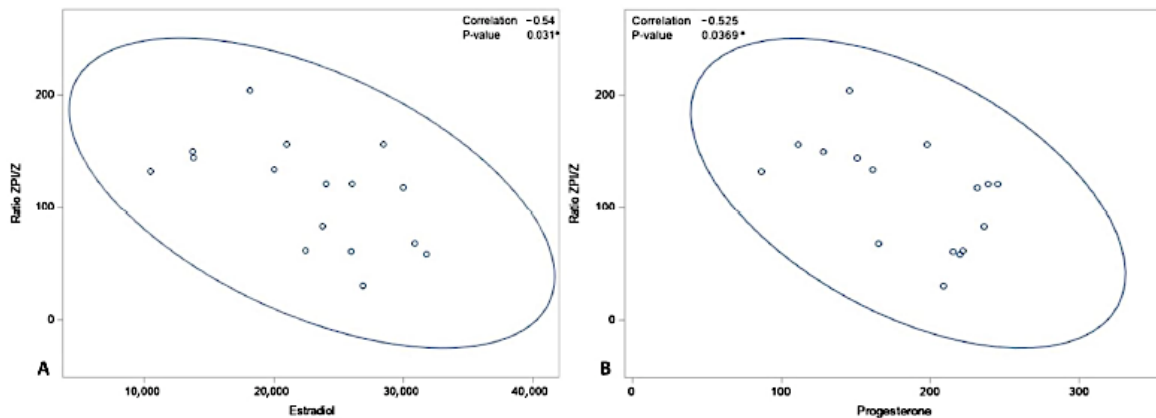 Correlation -0.54
P-value 0.031*
200
100
0
Ratio ZPI/Z
10,000 20,000 30,000 40,000
Estradiol
A
Correlation -0.525
P-value 0.0369*
200
100
0
Ratio ZPI/Z
0 100 200 300
Progesterone
B